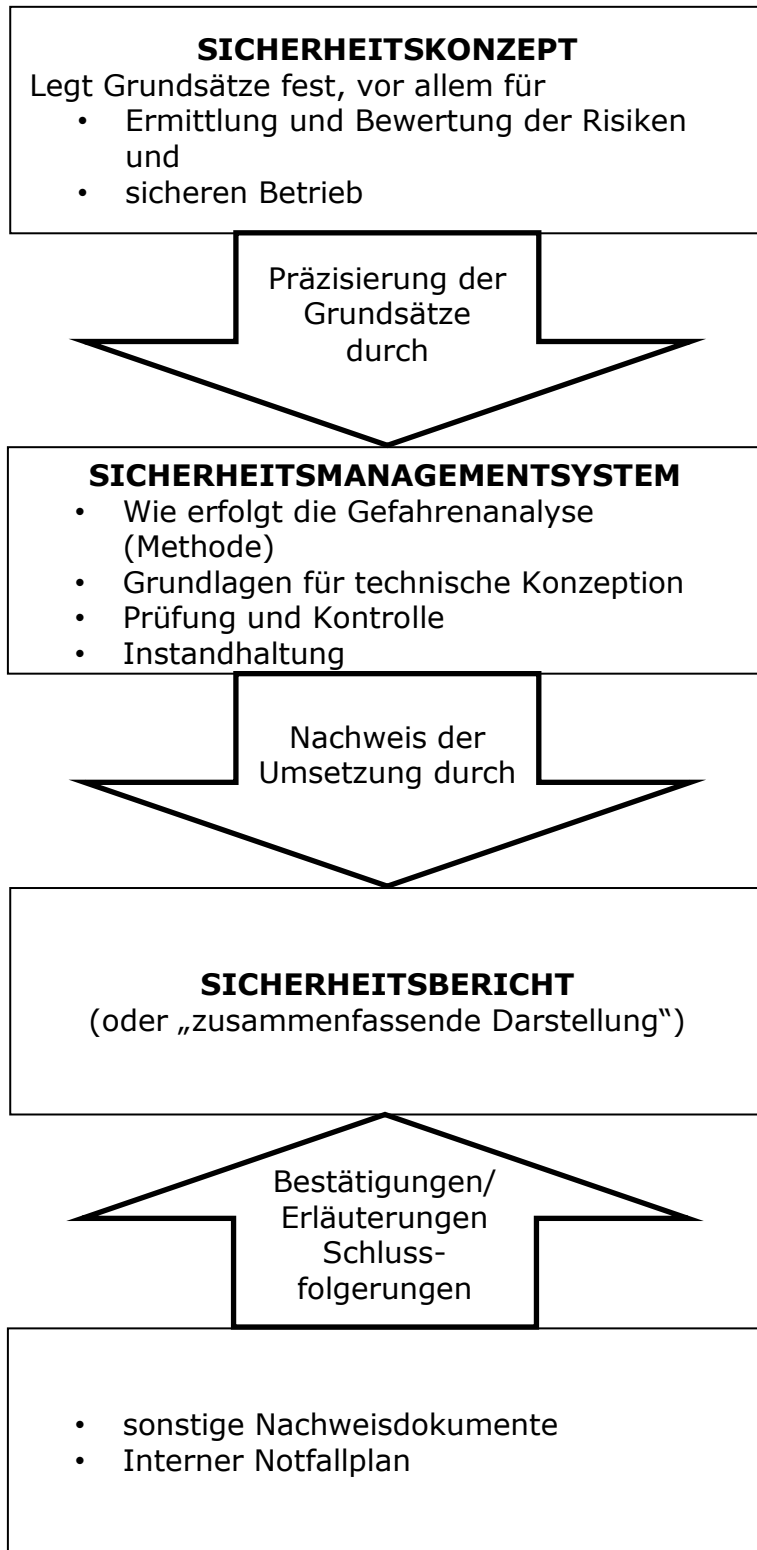 SICHERHEITSKONZEPT
Legt Grundsätze fest, vor allem für
• Ermittlung und Bewertung der Risiken
und
• sicheren Betrieb
Präzisierung der
Grundsätze
durch
SICHERHEITSMANAGEMENTSYSTEM
• Wie erfolgt die Gefahrenanalyse
(Methode)
• Grundlagen für technische Konzeption
• Prüfung und Kontrolle
• Instandhaltung
Nachweis der
Umsetzung durch
SICHERHEITSBERICHT
(oder „zusammenfassende Darstellung“)
Bestätigungen/
Erläuterungen
Schluss-
folgerungen
• sonstige Nachweisdokumente
• Interner Notfallplan